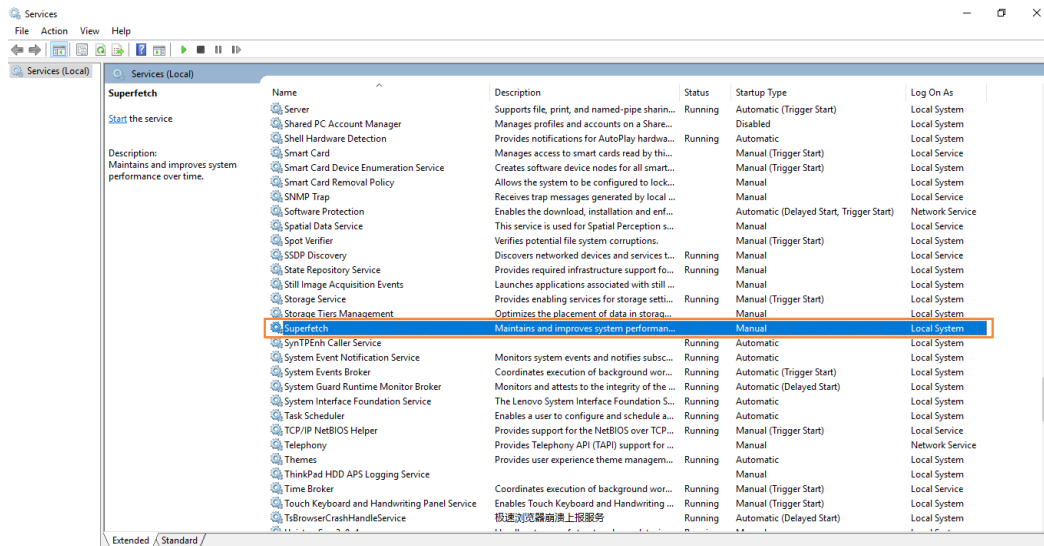 Services
File Action View Help
Services (Local)
Services (Local)
Superfetch
Start the service
Description:
Maintains and improves system
performance over time.
Name Description Status Startup Type Log On As
Server Supports file, print, and named-pipe sharin... Running Automatic (Trigger Start) Local System
Shared PC Account Manager Manages profiles and accounts on a Share... Disabled Local System
Shell Hardware Detection Provides notifications for AutoPlay hardwa... Running Automatic Local System
Smart Card Manages access to smart cards read by thi... Manual (Trigger Start) Local Service
Smart Card Device Enumeration Service Creates software device nodes for all smart... Manual (Trigger Start) Local System
Smart Card Removal Policy Allows the system to be configured to lock... Manual Local System
SNMP Trap Receives trap messages generated by local ... Manual Local Service
Software Protection Enables the download, installation and enf... Automatic (Delayed Start, Trigger Start) Network Service
Spatial Data Service This service is used for Spatial Perception s... Manual Local Service
Spot Verifier Verifies potential file system corruptions. Manual (Trigger Start) Local System
SSDP Discovery Discovers networked devices and services t... Running Manual Local Service
State Repository Service Provides required infrastructure support fo... Running Manual Local System
Still Image Acquisition Events Launches applications associated with still ... Manual Local System
Storage Service Provides enabling services for storage setti... Running Manual (Trigger Start) Local System
Storage Tiers Management Optimizes the placement of data in storag... Manual Local System
Superfetch Maintains and improves system performan... Manual Local System
SynTPEnh Caller Service Running Automatic Local System
System Event Notification Service Monitors system events and notifies subsc... Running Automatic Local System
System Events Broker Coordinates execution of background wor... Running Automatic (Trigger Start) Local System
System Guard Runtime Monitor Broker Monitors and attests to the integrity of the ... Running Automatic (Delayed Start) Local System
System Interface Foundation Service The Lenovo System Interface Foundation S... Running Automatic Local System
Task Scheduler Enables a user to configure and schedule a... Running Automatic Local System
TCP/IP NetBIOS Helper Provides support for the NetBIOS over TCP... Running Manual (Trigger Start) Local Service
Telephony Provides Telephony API (TAPI) support for ... Manual Network Service
Themes Provides user experience theme managem... Running Automatic Local System
ThinkPad HDD APS Logging Service Manual Local System
Time Broker Coordinates execution of background wor... Running Manual (Trigger Start) Local Service
Touch Keyboard and Handwriting Panel Service Enables Touch Keyboard and Handwriting ... Running Manual (Trigger Start) Local System
TsBrowserCrashHandleService 极速浏览器崩溃上报服务 Running Automatic (Delayed Start) Local System
Extended Standard